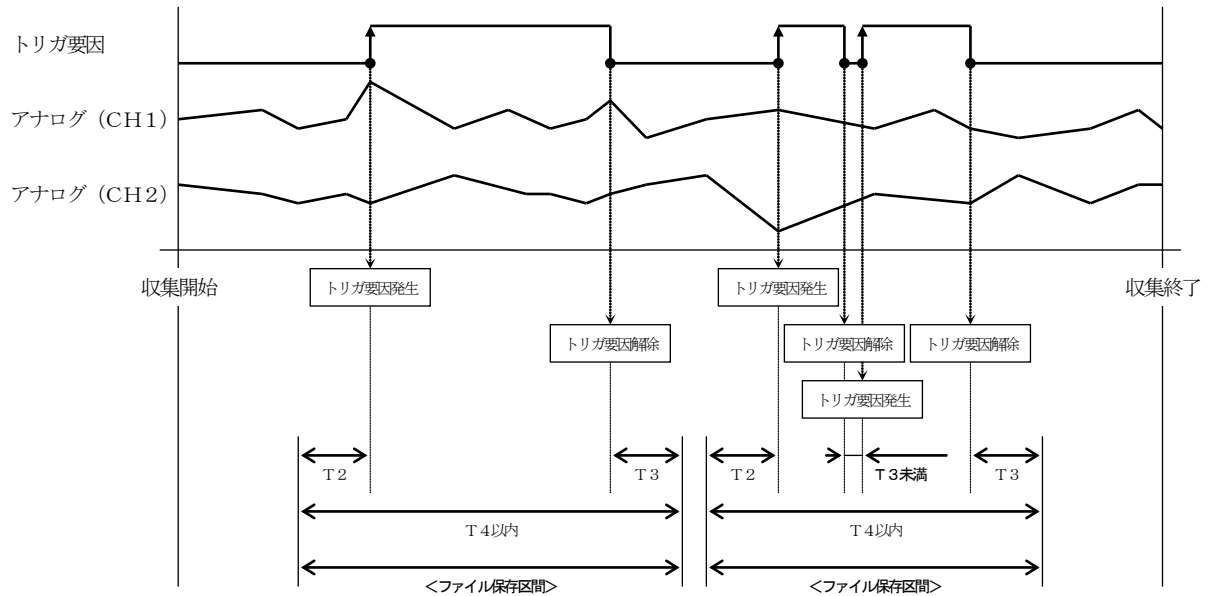 トリガ要因
アナログ（CH1）
アナログ（CH2）
収集開始
収集終了
トリガ要因発生
トリガ要因発生
トリガ要因解除
トリガ要因解除
トリガ要因解除
トリガ要因発生
T2
T3
T2
T3未満
T3
T4以内
T4以内
＜ファイル保存区間＞
＜ファイル保存区間＞